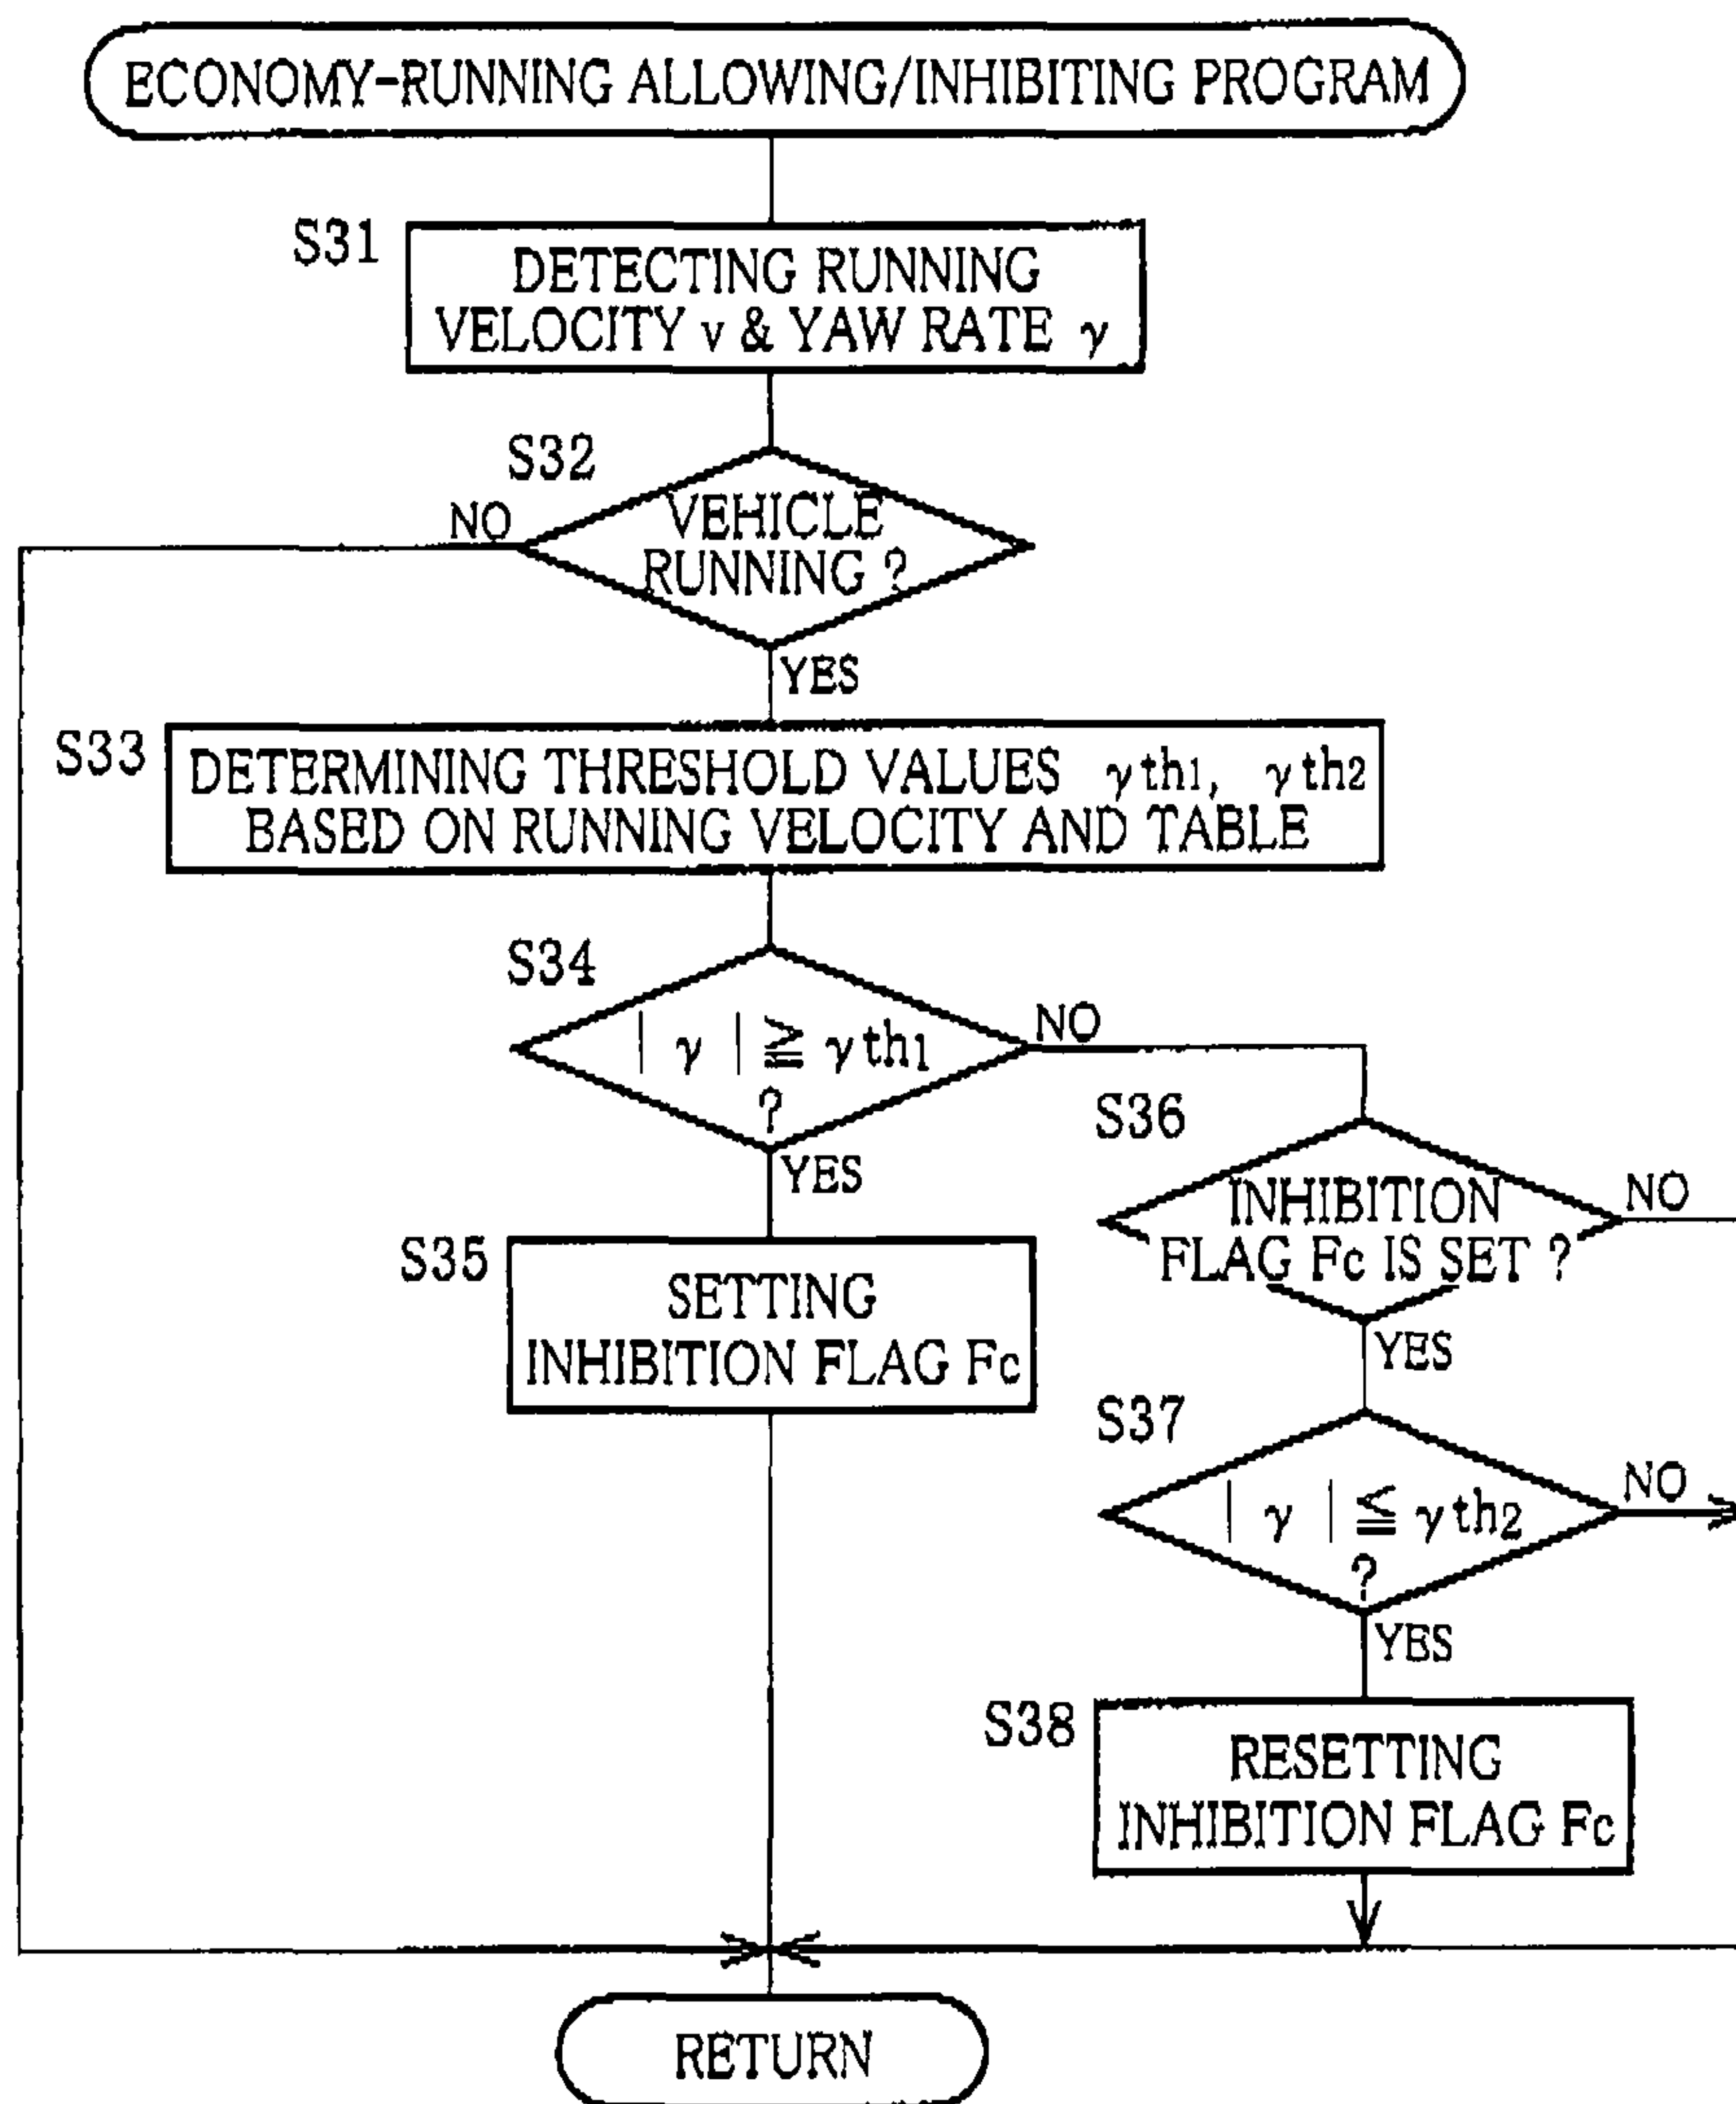 ECONOMY-RUNNING ALLOWING/INHIBITING PROGRAM
S31
DETECTING RUNNING
VELOCITY v & YAW RATE γ
S32
NO
VEHICLE
RUNNING ?
YES
S33
DETERMINING THRESHOLD VALUES γth1, γth2
BASED ON RUNNING VELOCITY AND TABLE
S34
| γ | ≧ γth1
?
NO
YES
S35
SETTING
INHIBITION FLAG Fc
S36
INHIBITION
FLAG Fc IS SET ?
NO
YES
S37
| γ | ≦ γth2
?
NO
YES
S38
RESETTING
INHIBITION FLAG Fc
RETURN